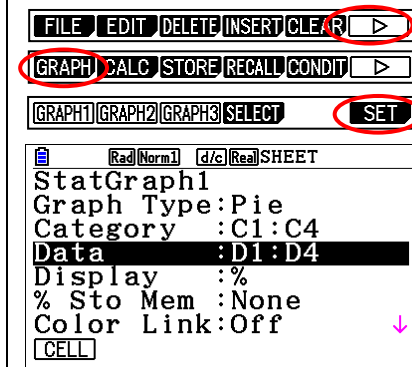 FILE EDIT DELETE INSERT CLEAR
GRAPH CALC STORE RECALL CONDIT
GRAPH1 GRAPH2 GRAPH3 SELECT SET
Rad Norm1 d/c Real SHEET
StatGraph1
Graph Type:Pie
Category :C1:C4
Data :D1:D4
Display :%
% Sto Mem :None
Color Link:Off ↓
CELL